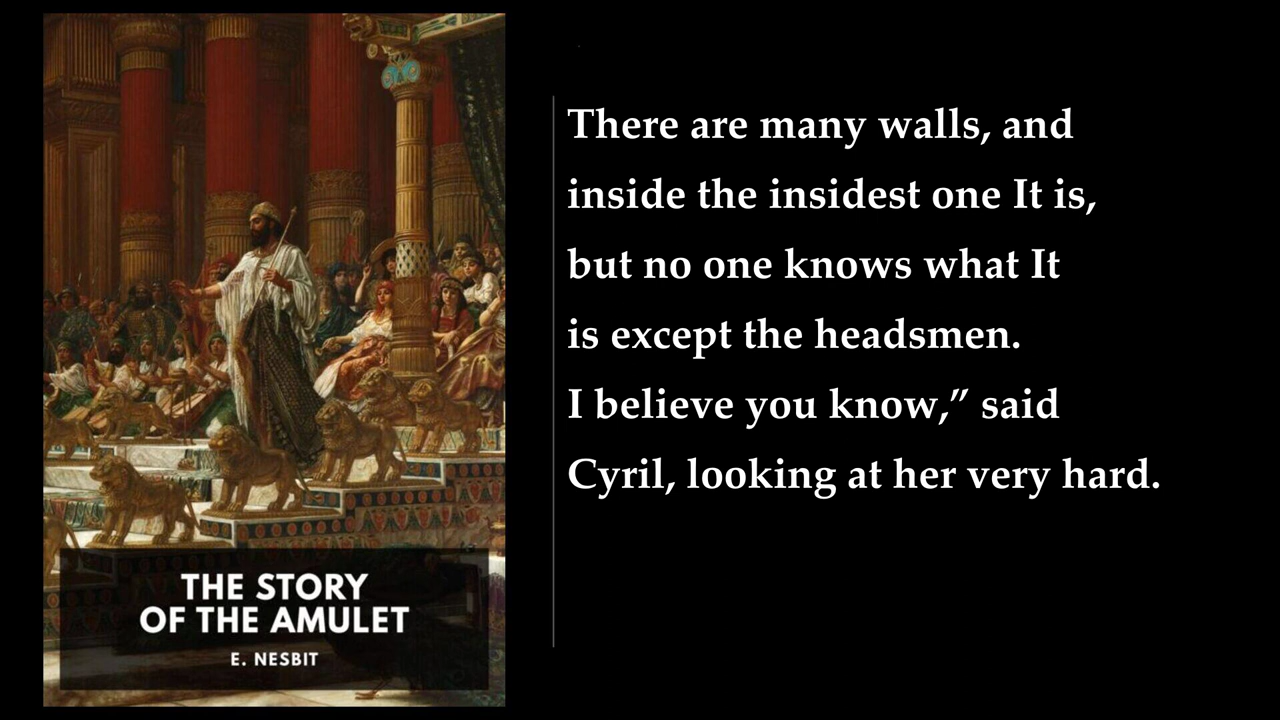 There are many walls, and
inside the insidest one It is,
but no one knows what It
is except the headsmen.
I believe you know,” said
Cyril, looking at her very hard.
THE STORY
OF THE AMULET
E. NESBIT